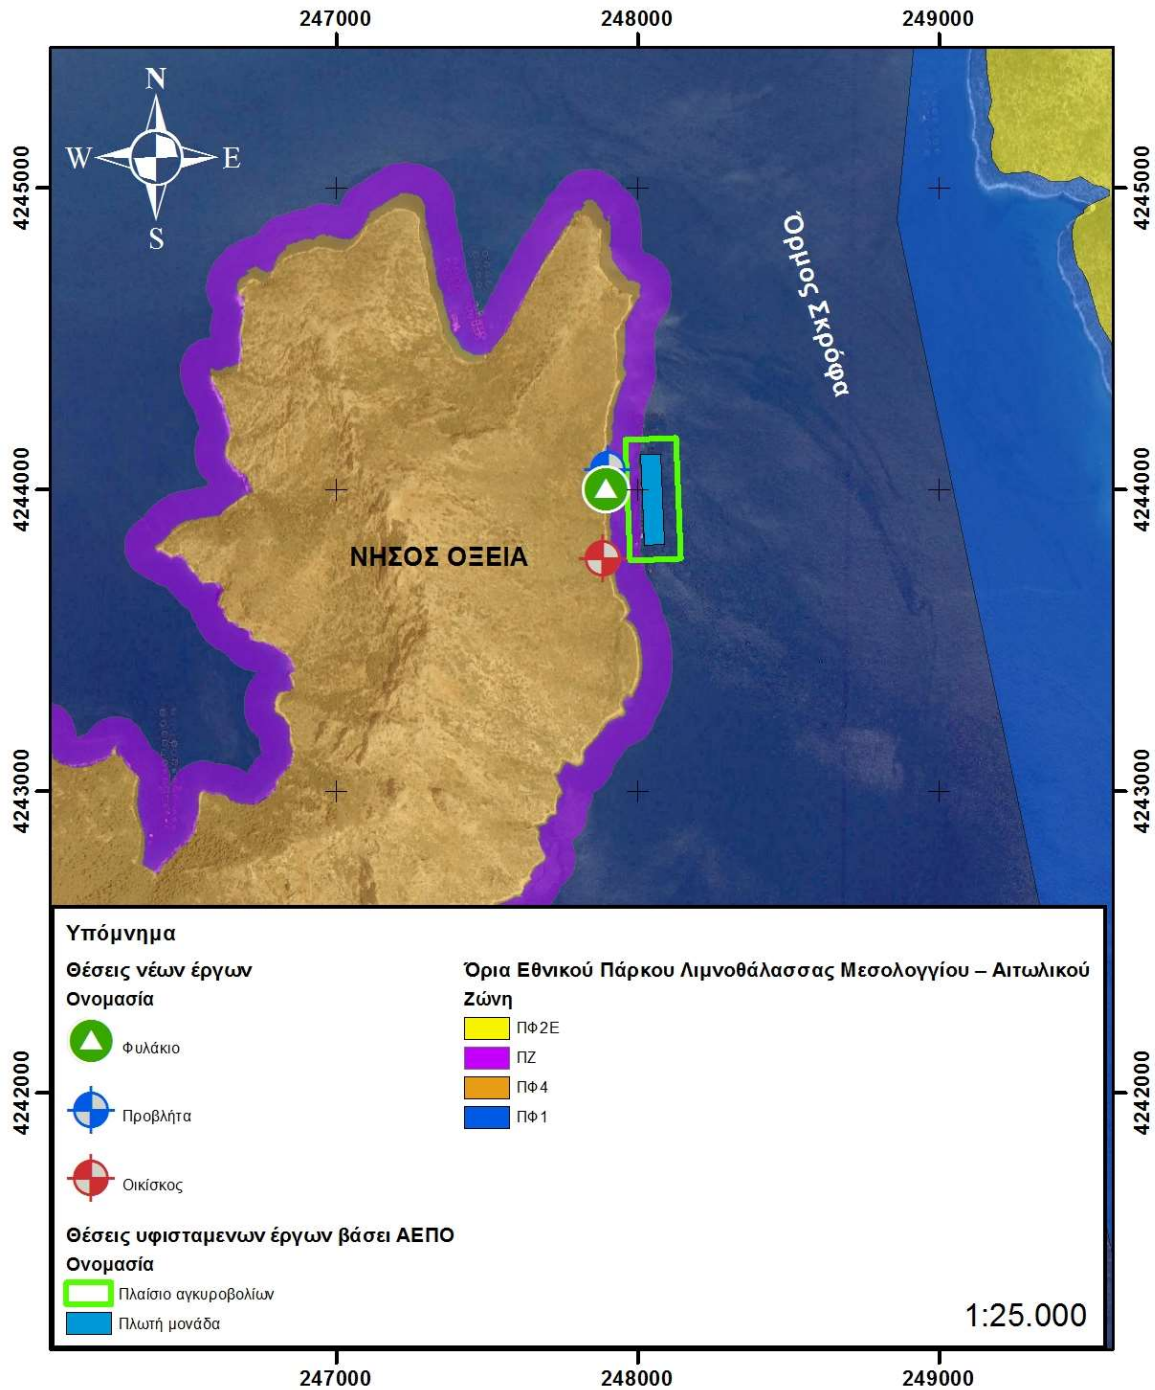 247000 248000 249000
N
W E
S
4245000 4245000
Όρμος Σκρόφα
4244000 4244000
ΝΗΣΟΣ ΟΞΕΙΑ
4243000 4243000
Υπόμνημα
Θέσεις νέων έργων
Ονομασία
Φυλάκιο
Προβλήτα
Οικίσκος
Θέσεις υφισταμενων έργων βάσει ΑΕΠΟ
Ονομασία
Πλαίσιο αγκυροβολίων
Πλωτή μονάδα
Όρια Εθνικού Πάρκου Λιμνοθάλασσας Μεσολογγίου – Αιτωλικού
Ζώνη
ΠΦ2Ε
ΠΖ
ΠΦ4
ΠΦ1
4242000 4242000
1:25.000
247000 248000 249000